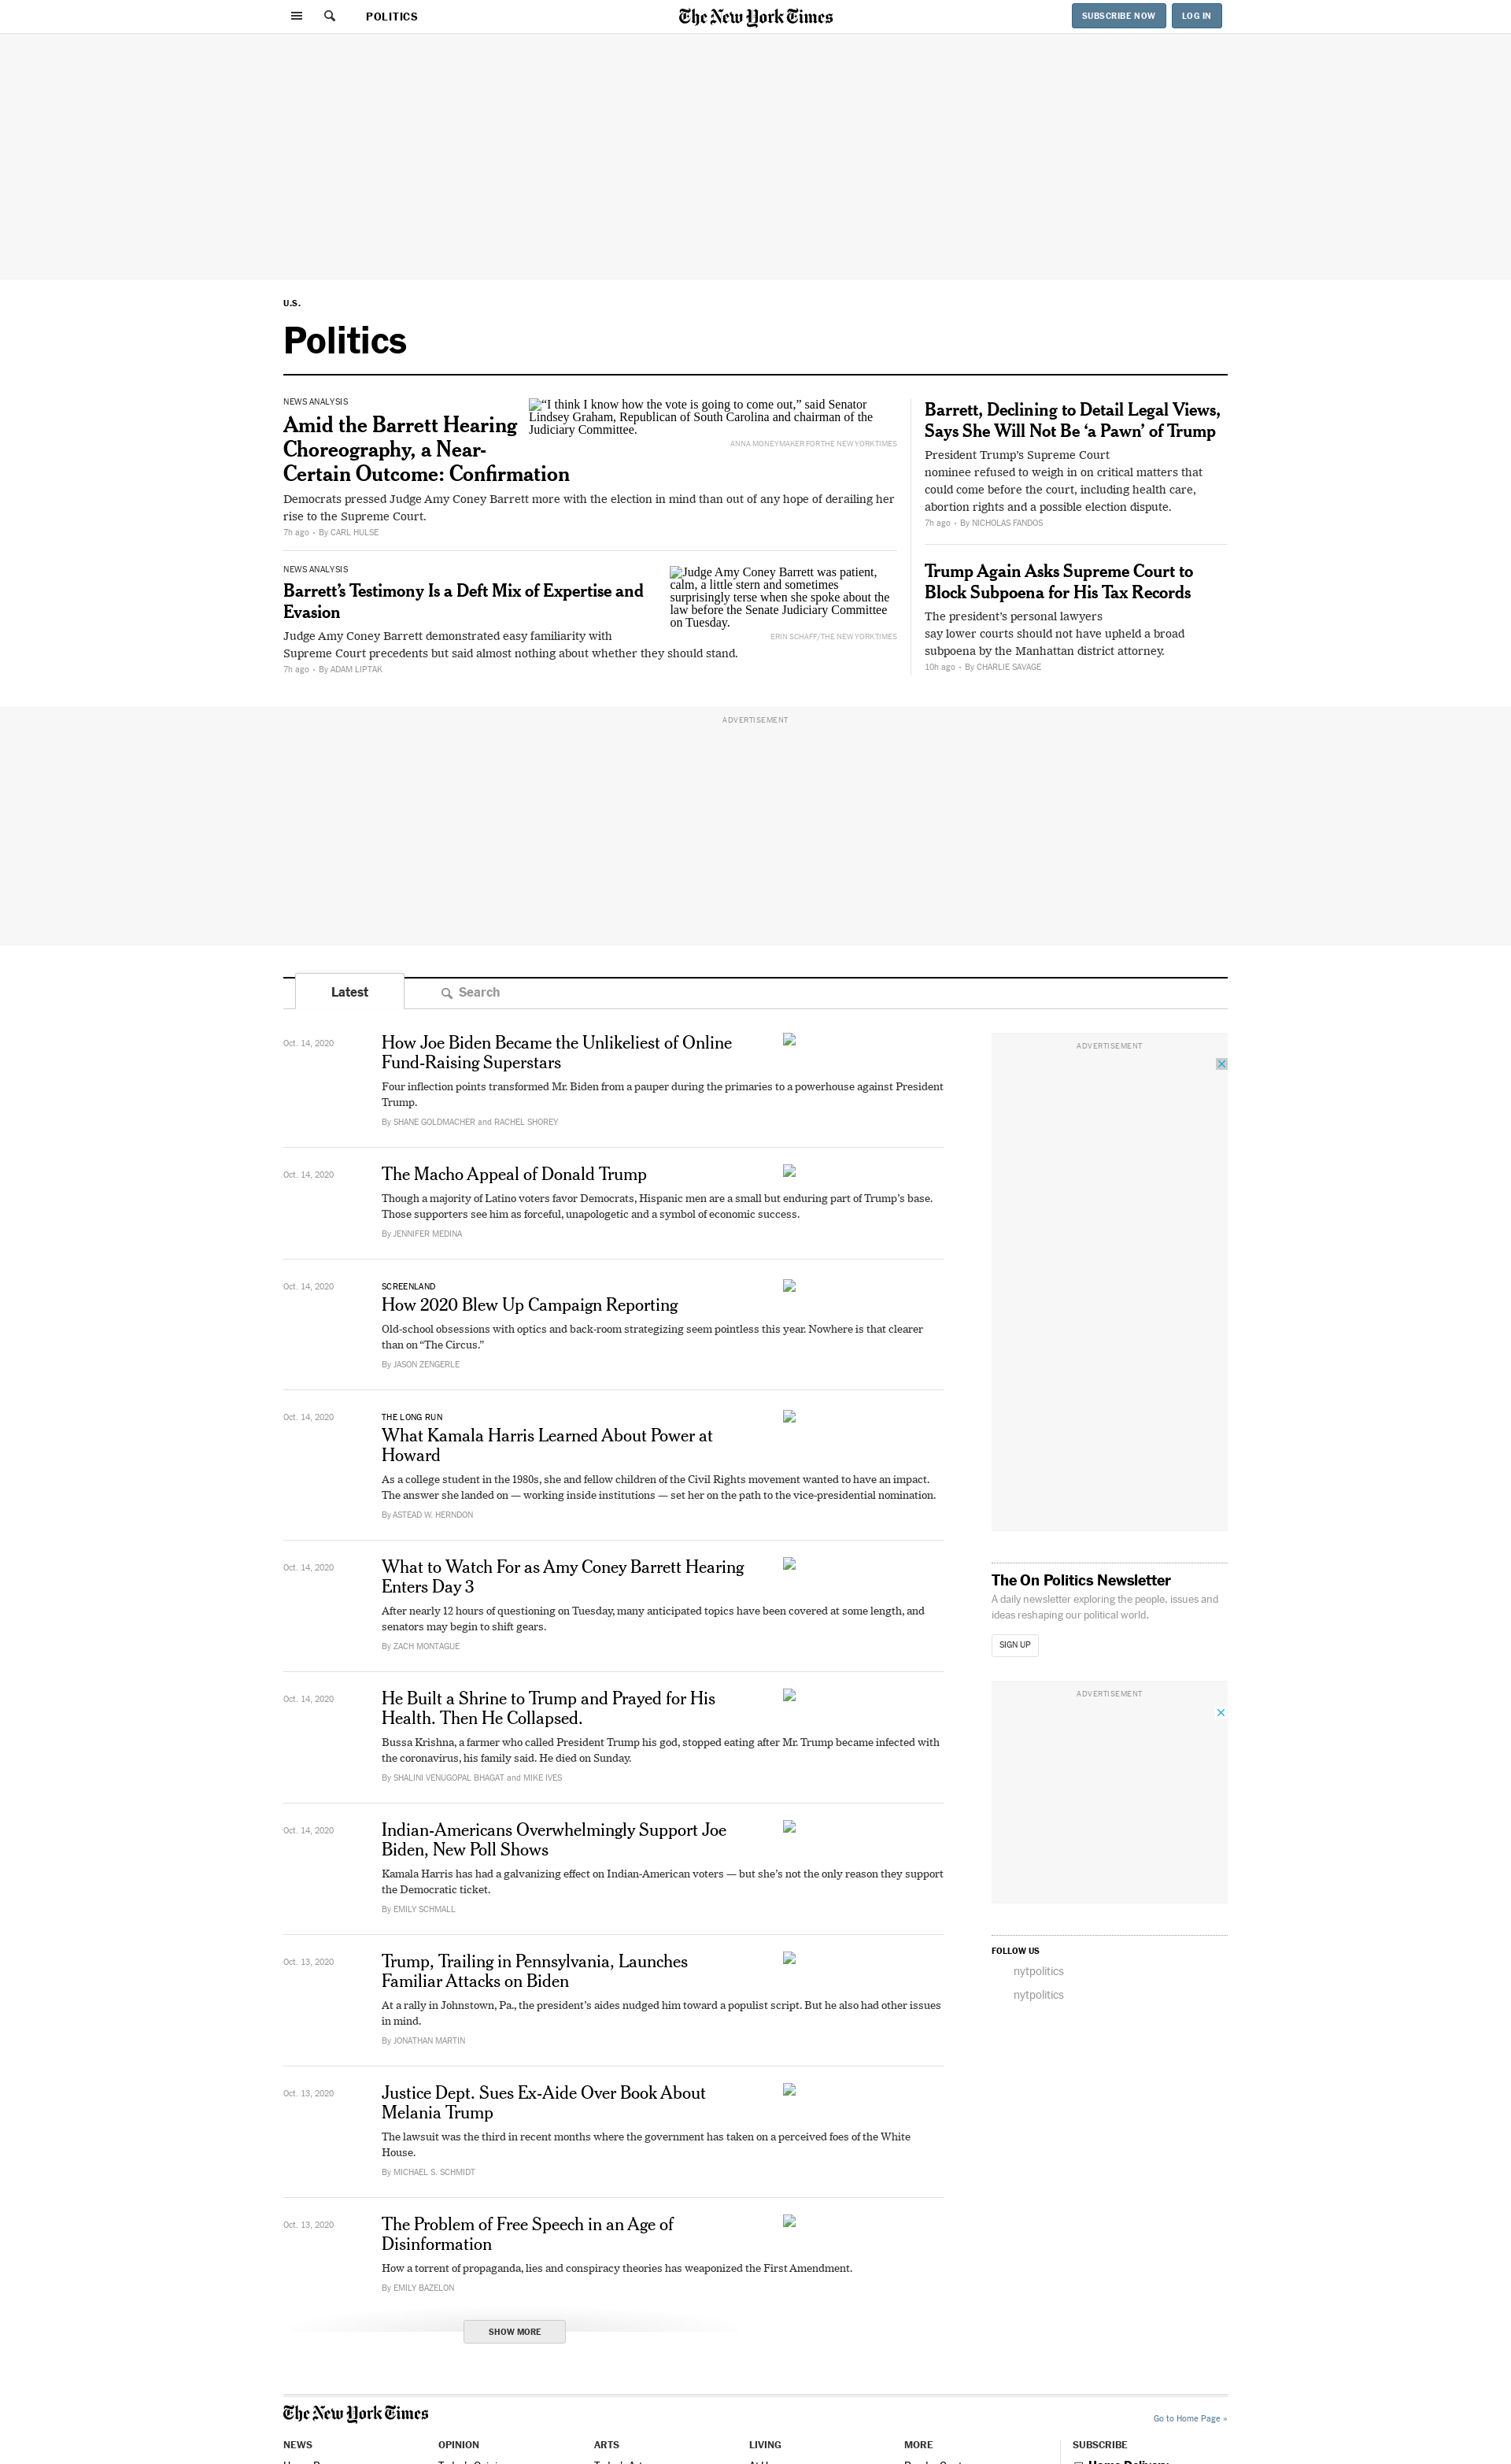 POLITICS
The New York Times
SUBSCRIBE NOW
LOG IN
U.S.
Politics
NEWS ANALYSIS
Amid the Barrett Hearing
Choreography, a Near-
Certain Outcome: Confirmation
“I think I know how the vote is going to come out,” said Senator
Lindsey Graham, Republican of South Carolina and chairman of the
Judiciary Committee.
ANNA MONEYMAKER FOR THE NEW YORK TIMES
Democrats pressed Judge Amy Coney Barrett more with the election in mind than out of any hope of derailing her
rise to the Supreme Court.
7h ago • By CARL HULSE
NEWS ANALYSIS
Barrett’s Testimony Is a Deft Mix of Expertise and
Evasion
Judge Amy Coney Barrett was patient,
calm, a little stern and sometimes
surprisingly terse when she spoke about the
law before the Senate Judiciary Committee
on Tuesday.
ERIN SCHAFF/THE NEW YORK TIMES
Judge Amy Coney Barrett demonstrated easy familiarity with
Supreme Court precedents but said almost nothing about whether they should stand.
7h ago • By ADAM LIPTAK
Barrett, Declining to Detail Legal Views,
Says She Will Not Be ‘a Pawn’ of Trump
President Trump’s Supreme Court
nominee refused to weigh in on critical matters that
could come before the court, including health care,
abortion rights and a possible election dispute.
7h ago • By NICHOLAS FANDOS
Trump Again Asks Supreme Court to
Block Subpoena for His Tax Records
The president’s personal lawyers
say lower courts should not have upheld a broad
subpoena by the Manhattan district attorney.
10h ago • By CHARLIE SAVAGE
ADVERTISEMENT
Latest
Search
Oct. 14, 2020
How Joe Biden Became the Unlikeliest of Online
Fund-Raising Superstars
Four inflection points transformed Mr. Biden from a pauper during the primaries to a powerhouse against President
Trump.
By SHANE GOLDMACHER and RACHEL SHOREY
Oct. 14, 2020
The Macho Appeal of Donald Trump
Though a majority of Latino voters favor Democrats, Hispanic men are a small but enduring part of Trump’s base.
Those supporters see him as forceful, unapologetic and a symbol of economic success.
By JENNIFER MEDINA
Oct. 14, 2020
SCREENLAND
How 2020 Blew Up Campaign Reporting
Old-school obsessions with optics and back-room strategizing seem pointless this year. Nowhere is that clearer
than on “The Circus.”
By JASON ZENGERLE
Oct. 14, 2020
THE LONG RUN
What Kamala Harris Learned About Power at
Howard
As a college student in the 1980s, she and fellow children of the Civil Rights movement wanted to have an impact.
The answer she landed on — working inside institutions — set her on the path to the vice-presidential nomination.
By ASTEAD W. HERNDON
Oct. 14, 2020
What to Watch For as Amy Coney Barrett Hearing
Enters Day 3
After nearly 12 hours of questioning on Tuesday, many anticipated topics have been covered at some length, and
senators may begin to shift gears.
By ZACH MONTAGUE
Oct. 14, 2020
He Built a Shrine to Trump and Prayed for His
Health. Then He Collapsed.
Bussa Krishna, a farmer who called President Trump his god, stopped eating after Mr. Trump became infected with
the coronavirus, his family said. He died on Sunday.
By SHALINI VENUGOPAL BHAGAT and MIKE IVES
Oct. 14, 2020
Indian-Americans Overwhelmingly Support Joe
Biden, New Poll Shows
Kamala Harris has had a galvanizing effect on Indian-American voters — but she’s not the only reason they support
the Democratic ticket.
By EMILY SCHMALL
Oct. 13, 2020
Trump, Trailing in Pennsylvania, Launches
Familiar Attacks on Biden
At a rally in Johnstown, Pa., the president’s aides nudged him toward a populist script. But he also had other issues
in mind.
By JONATHAN MARTIN
Oct. 13, 2020
Justice Dept. Sues Ex-Aide Over Book About
Melania Trump
The lawsuit was the third in recent months where the government has taken on a perceived foes of the White
House.
By MICHAEL S. SCHMIDT
Oct. 13, 2020
The Problem of Free Speech in an Age of
Disinformation
How a torrent of propaganda, lies and conspiracy theories has weaponized the First Amendment.
By EMILY BAZELON
SHOW MORE
ADVERTISEMENT
The On Politics Newsletter
A daily newsletter exploring the people, issues and
ideas reshaping our political world.
SIGN UP
ADVERTISEMENT
FOLLOW US
nytpolitics
nytpolitics
The New York Times
Go to Home Page »
NEWS
OPINION
ARTS
LIVING
MORE
SUBSCRIBE